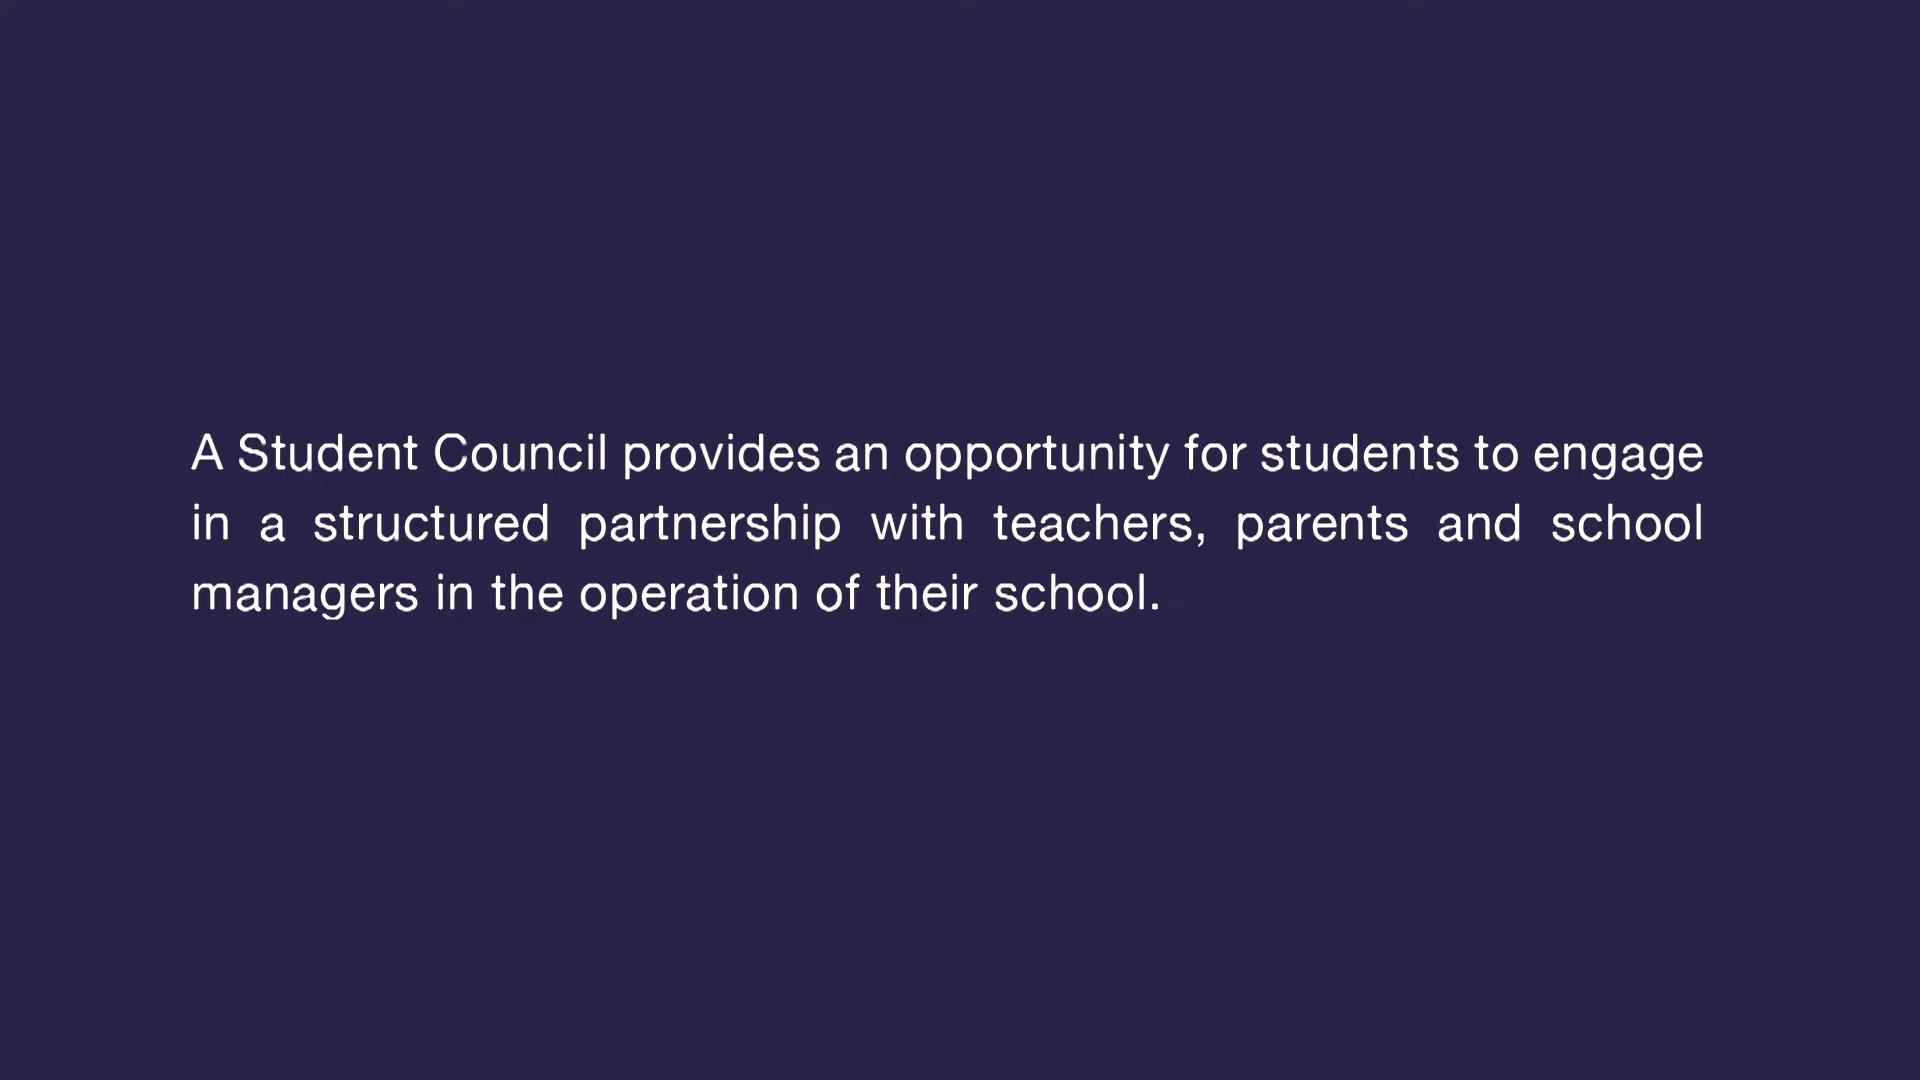 A Student Council provides an opportunity for students to engage
in a structured partnership with teachers, parents and school
managers in the operation of their school.